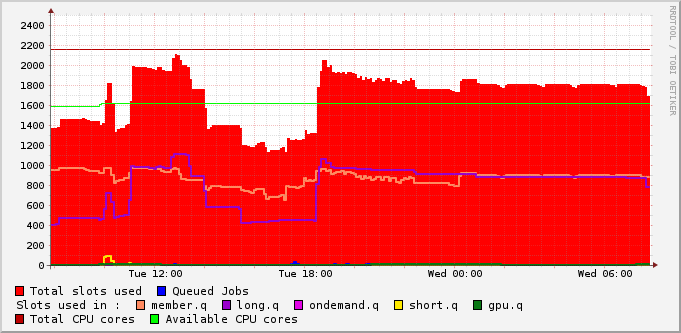 2400
2200
2000
1800
1600
1400
1200
1000
800
600
400
200
0
Tue 12:00 Tue 18:00 Wed 00:00 Wed 06:00
RRDTOOL / TOBI OETIKER
Total slots used Queued Jobs
Slots used in : member.q long.q ondemand.q short.q gpu.q
Total CPU cores Available CPU cores